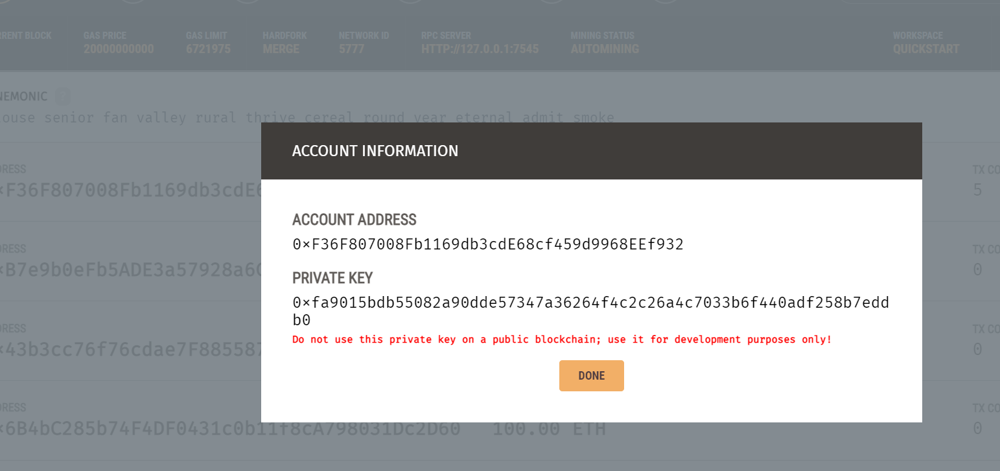 RRENT BLOCK GAS PRICE GAS LIMIT HARDFORK NETWORK ID RPC SERVER MINING STATUS WORKSPACE
20000000000 6721975 MERGE 5777 HTTP://127.0.0.1:7545 AUTOMINING QUICKSTART
NEMONIC ?
ouse senior fan valley rural thrive cereal round year eternal admit smoke
ACCOUNT INFORMATION
DRESS TX CO
×F36F807008Fb1169db3cdE6 5
ACCOUNT ADDRESS
0×F36F807008Fb1169db3cdE68cf459d9968EEf932
DRESS TX CO
×B7e9b0eFb5ADE3a57928a6 0
PRIVATE KEY
0×fa9015bdb55082a90dde57347a36264f4c2c26a4c7033b6f440adf258b7edd
b0
DRESS TX CO
×43b3cc76f76cdae7F885587 0
Do not use this private key on a public blockchain; use it for development purposes only!
DONE
DRESS TX CO
×6B4bC285b74F4DF0431c0b11f8cA798031Dc2D60 100.00 ETH 0